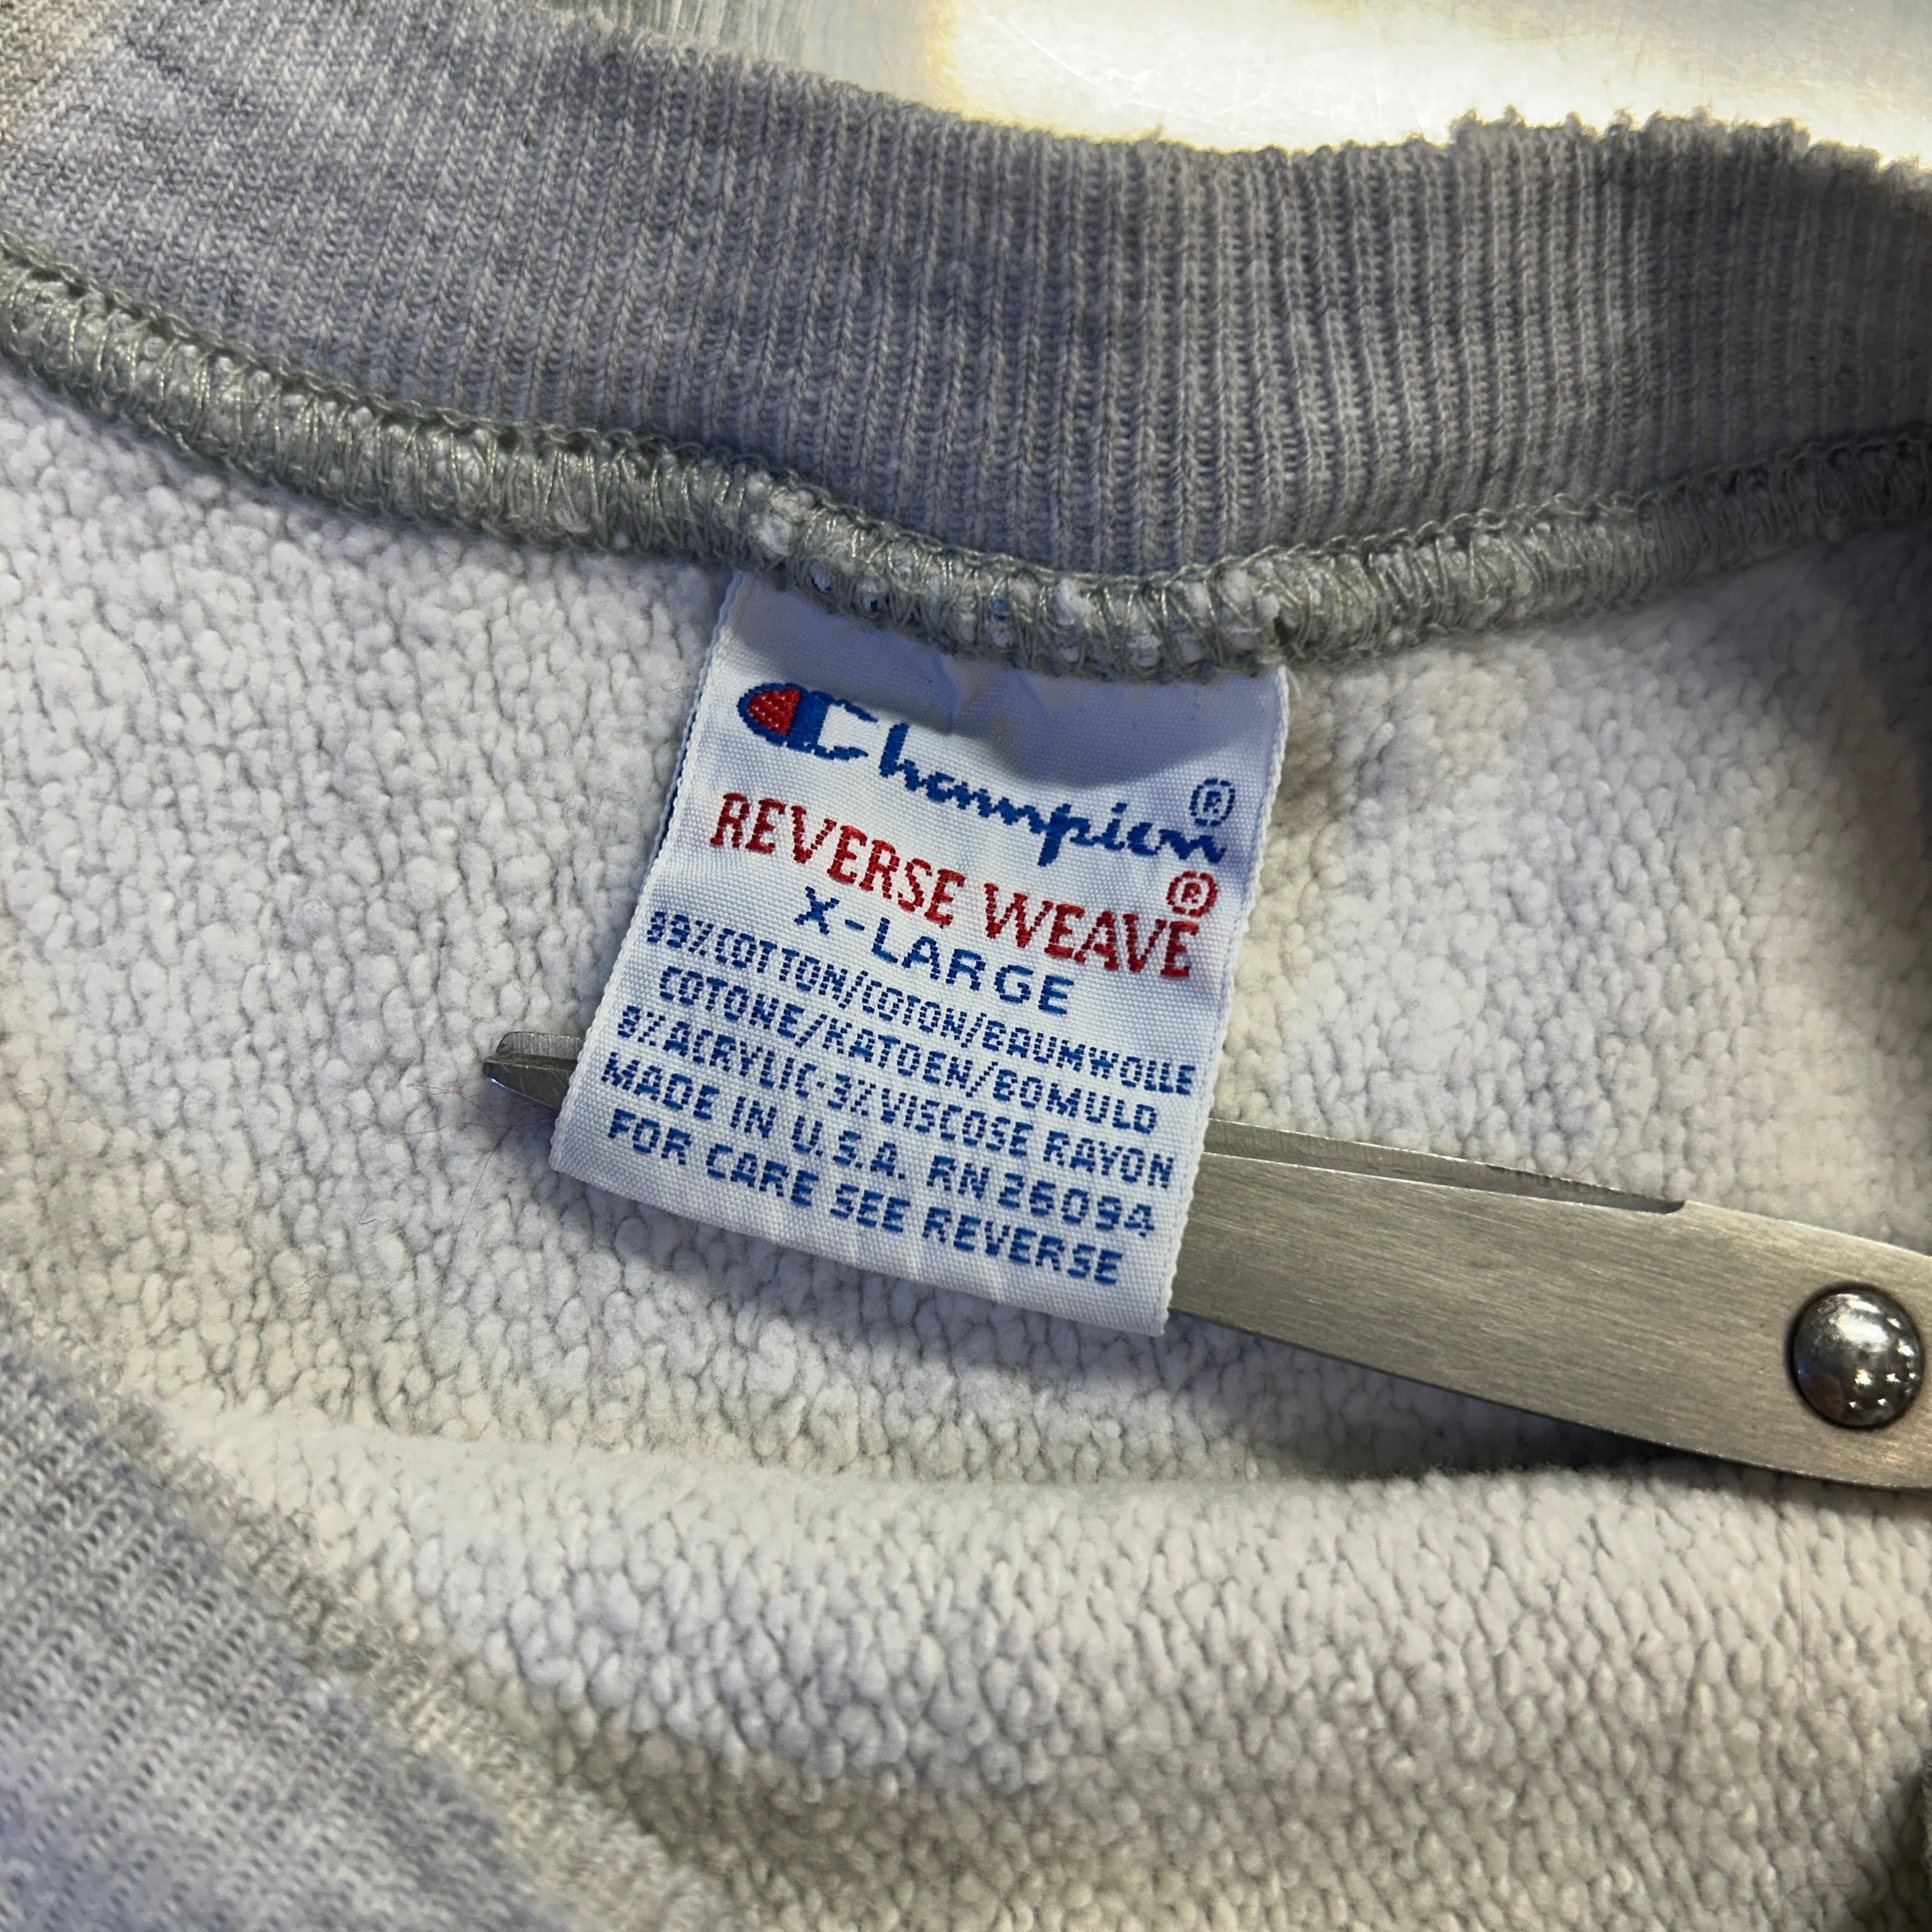 Champion®
REVERSE WEAVE®
X-LARGE
89%COTTON/COTON/BAUMWOLLE
COTONE/KATOEN/BOMULD
8%ACRYLIC-3%VISCOSE RAYON
MADE IN U.S.A. RN 26094
FOR CARE SEE REVERSE